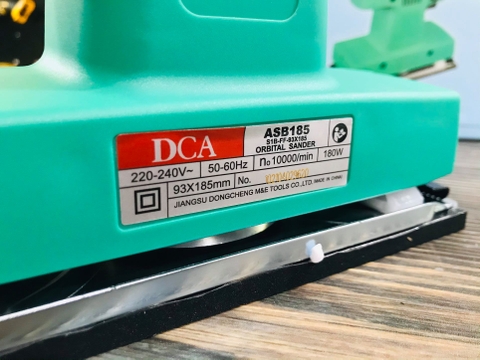 DCA
ASB185
S1B-FF-93X185
ORBITAL SANDER
220-240V~ 50-60Hz n₀10000/min 180W
93X185mm No.
JIANGSU DONGCHENG M&E TOOLS CO.,LTD. MADE IN CHINA